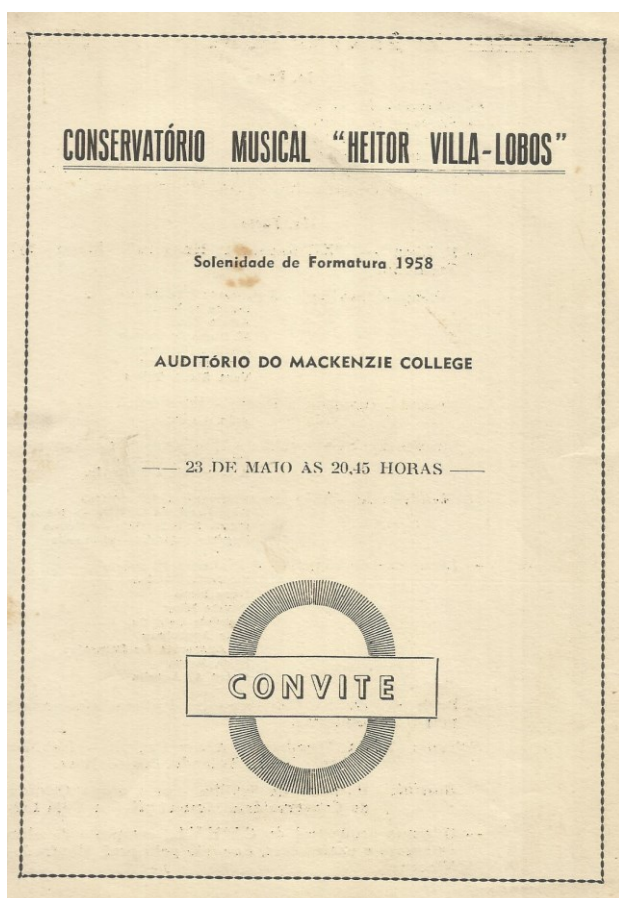 CONSERVATÓRIO MUSICAL “HEITOR VILLA-LOBOS”
Solenidade de Formatura 1958
AUDITÓRIO DO MACKENZIE COLLEGE
23 DE MAIO ÀS 20,45 HORAS
CONVITE